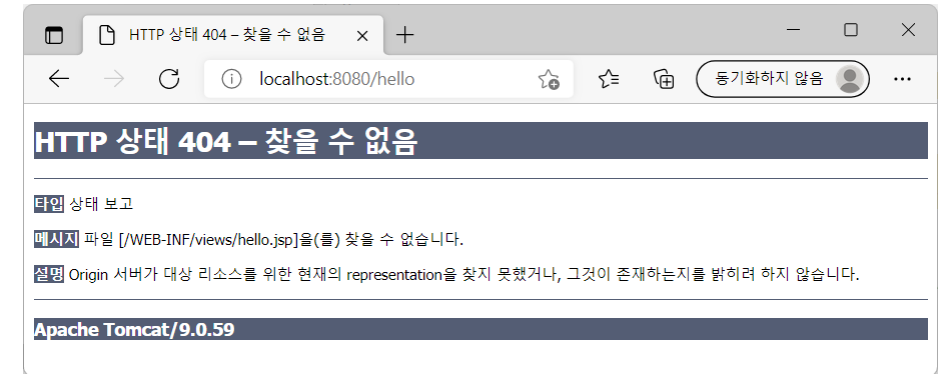 HTTP 상태 404 – 찾을 수 없음
localhost:8080/hello
동기화하지 않음
HTTP 상태 404 – 찾을 수 없음
타입 상태 보고
메시지 파일 [/WEB-INF/views/hello.jsp]을(를) 찾을 수 없습니다.
설명 Origin 서버가 대상 리소스를 위한 현재의 representation을 찾지 못했거나, 그것이 존재하는지를 밝히려 하지 않습니다.
Apache Tomcat/9.0.59